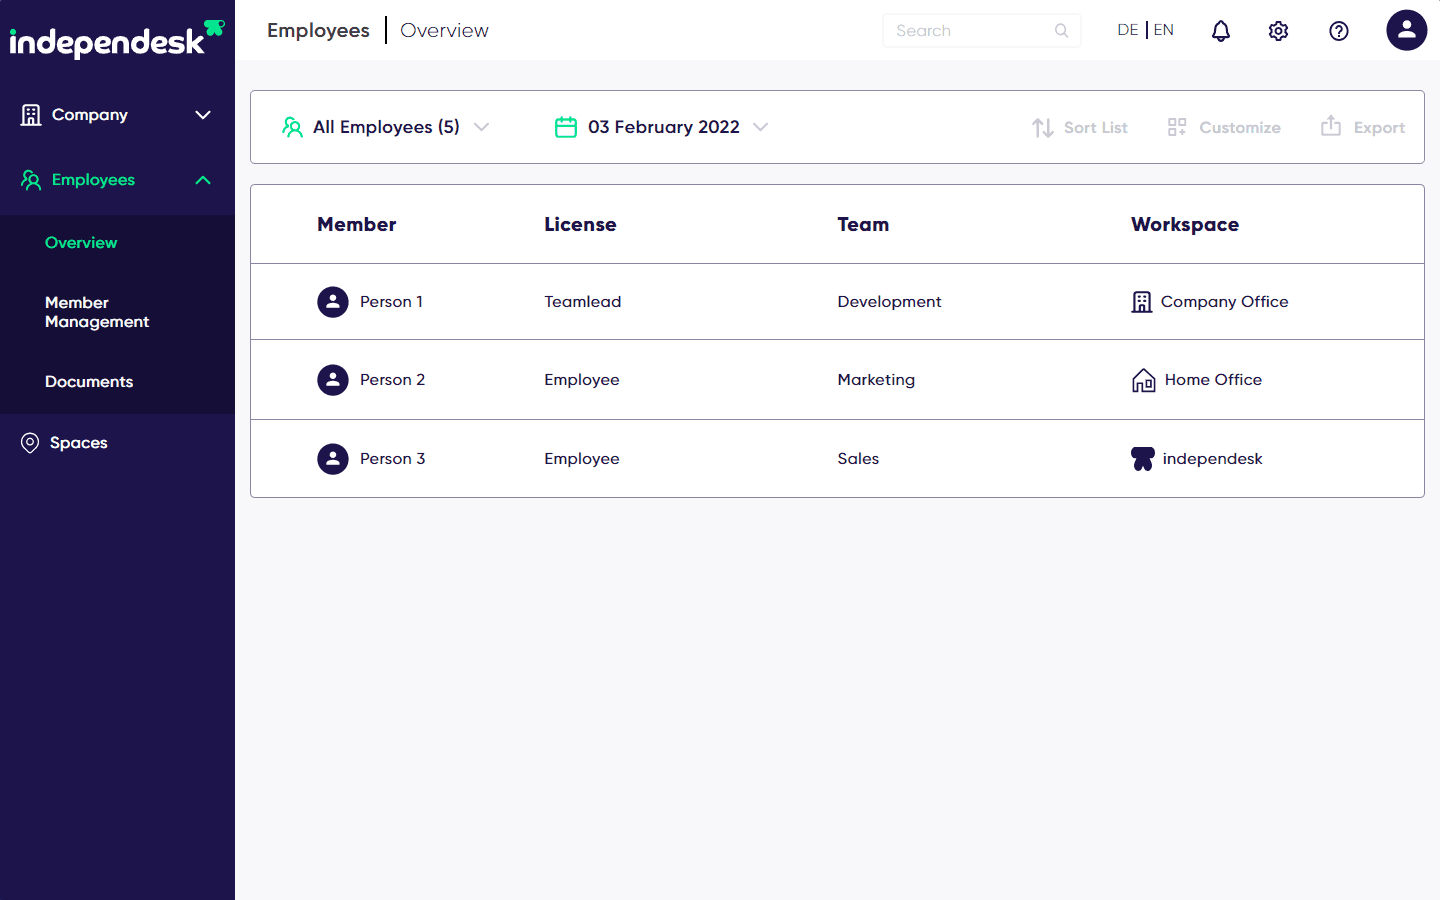 independesk
Employees | Overview
Search
DE | EN
Company
Employees
Overview
Member
Management
Documents
Spaces
All Employees (5)
03 February 2022
Sort List
Customize
Export
Member License Team Workspace
Person 1 Teamlead Development Company Office
Person 2 Employee Marketing Home Office
Person 3 Employee Sales independesk